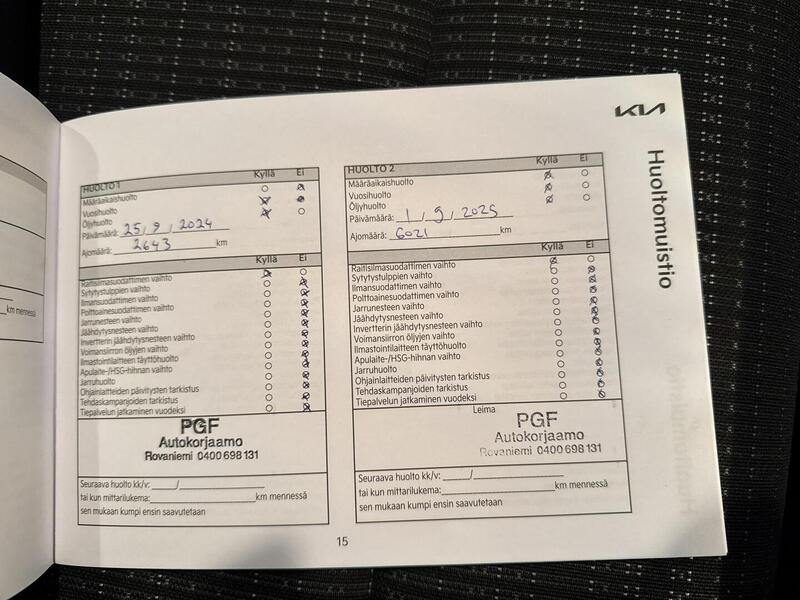 KIA
Huoltomuistio
HUOLTO 1 Kyllä Ei
Määräaikaishuolto
Vuosihuolto
Öljyhuolto
Päivämäärä: 25, 9, 2024
Ajomäärä: 2643 km
Kyllä Ei
Raitisilmasuodattimen vaihto
Sytytystulppien vaihto
Ilmansuodattimen vaihto
Polttoainesuodattimen vaihto
Jarrunesteen vaihto
Jäähdytysnesteen vaihto
Invertterin jäähdytysnesteen vaihto
Voimansiirron öljyjen vaihto
Ilmastointilaitteen täyttöhuolto
Apulaite-/HSG-hihnan vaihto
Jarruhuolto
Ohjainlaitteiden päivitysten tarkistus
Tehdaskampanjoiden tarkistus
Tiepalvelun jatkaminen vuodeksi
PGF
Autokorjaamo
Rovaniemi 0400 698 131
Seuraava huolto kk/v: ____/____
tai kun mittarilukema:____km mennessä
sen mukaan kumpi ensin saavutetaan
HUOLTO 2 Kyllä Ei
Määräaikaishuolto
Vuosihuolto
Öljyhuolto
Päivämäärä: 1, 9, 2025
Ajomäärä: 6021 km
Kyllä Ei
Raitisilmasuodattimen vaihto
Sytytystulppien vaihto
Ilmansuodattimen vaihto
Polttoainesuodattimen vaihto
Jarrunesteen vaihto
Jäähdytysnesteen vaihto
Invertterin jäähdytysnesteen vaihto
Voimansiirron öljyjen vaihto
Ilmastointilaitteen täyttöhuolto
Apulaite-/HSG-hihnan vaihto
Jarruhuolto
Ohjainlaitteiden päivitysten tarkistus
Tehdaskampanjoiden tarkistus
Tiepalvelun jatkaminen vuodeksi
Leima
PGF
Autokorjaamo
Rovaniemi 0400 698 131
Seuraava huolto kk/v: ____/____
tai kun mittarilukema:____km mennessä
sen mukaan kumpi ensin saavutetaan
15
km mennessä